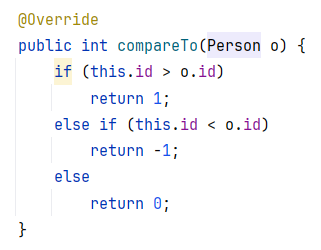 @Override
public int compareTo(Person o) {
    if (this.id > o.id)
        return 1;
    else if (this.id < o.id)
        return -1;
    else
        return 0;
}